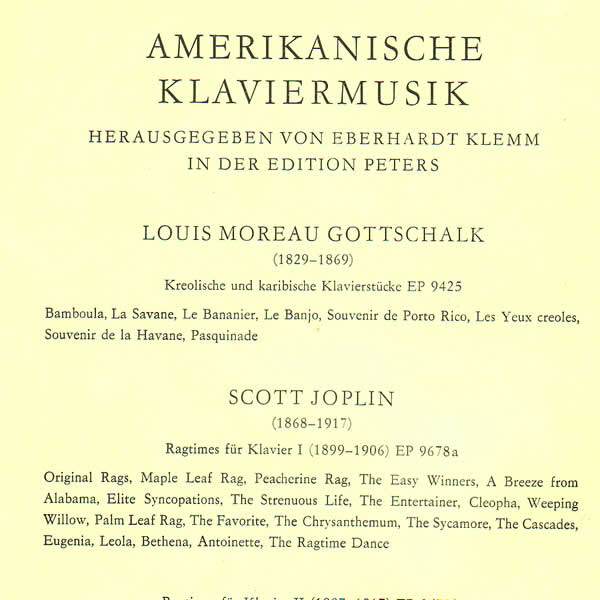 AMERIKANISCHE
KLAVIERMUSIK
HERAUSGEGEBEN VON EBERHARDT KLEMM
IN DER EDITION PETERS
LOUIS MOREAU GOTTSCHALK
(1829–1869)
Kreolische und karibische Klavierstücke EP 9425
Bamboula, La Savane, Le Bananier, Le Banjo, Souvenir de Porto Rico, Les Yeux creoles,
Souvenir de la Havane, Pasquinade
SCOTT JOPLIN
(1868–1917)
Ragtimes für Klavier I (1899–1906) EP 9678a
Original Rags, Maple Leaf Rag, Peacherine Rag, The Easy Winners, A Breeze from
Alabama, Elite Syncopations, The Strenuous Life, The Entertainer, Cleopha, Weeping
Willow, Palm Leaf Rag, The Favorite, The Chrysanthemum, The Sycamore, The Cascades,
Eugenia, Leola, Bethena, Antoinette, The Ragtime Dance